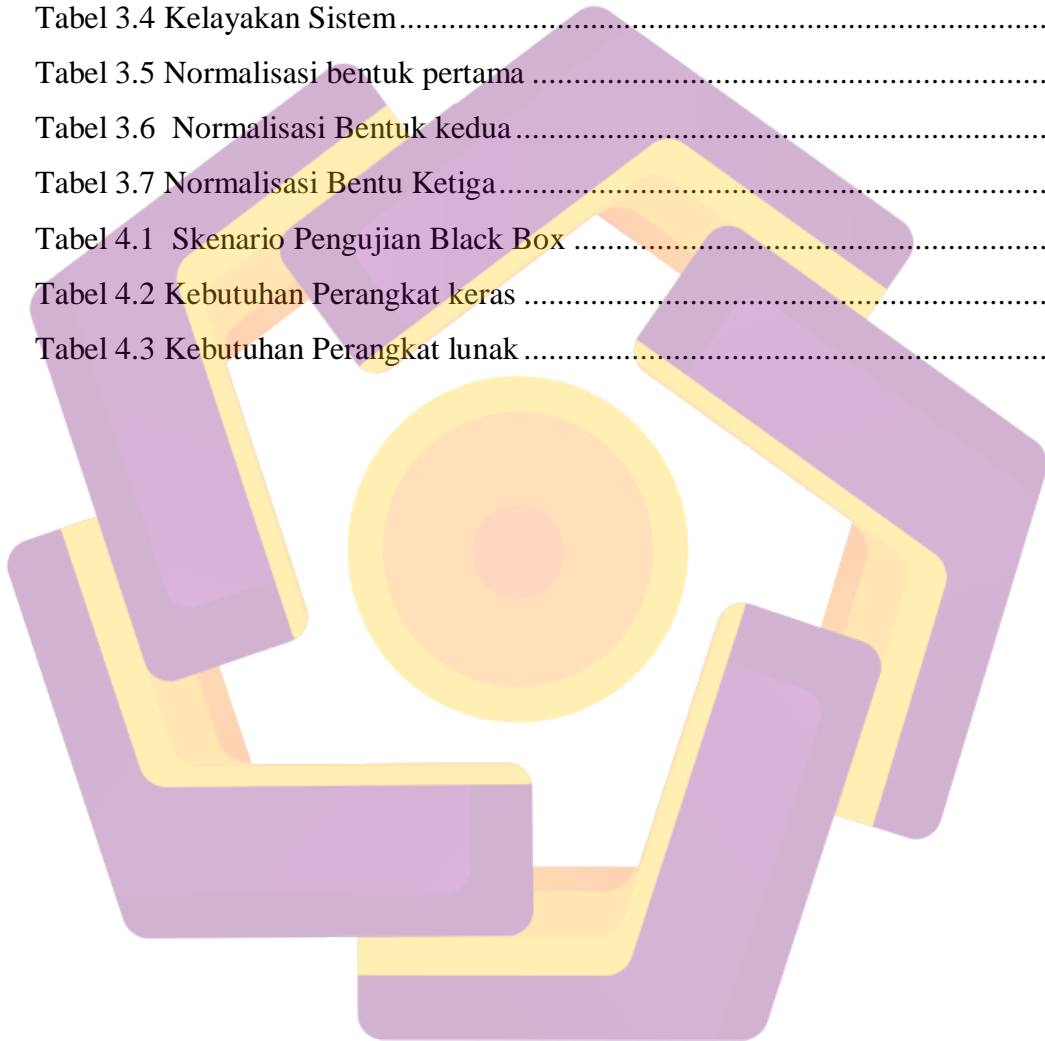 Tabel 3.4 Kelayakan Sistem................................................................................
Tabel 3.5 Normalisasi bentuk pertama ................................................................
Tabel 3.6  Normalisasi Bentuk kedua..................................................................
Tabel 3.7 Normalisasi Bentu Ketiga....................................................................
Tabel 4.1  Skenario Pengujian Black Box ...........................................................
Tabel 4.2 Kebutuhan Perangkat keras .................................................................
Tabel 4.3 Kebutuhan Perangkat lunak .................................................................